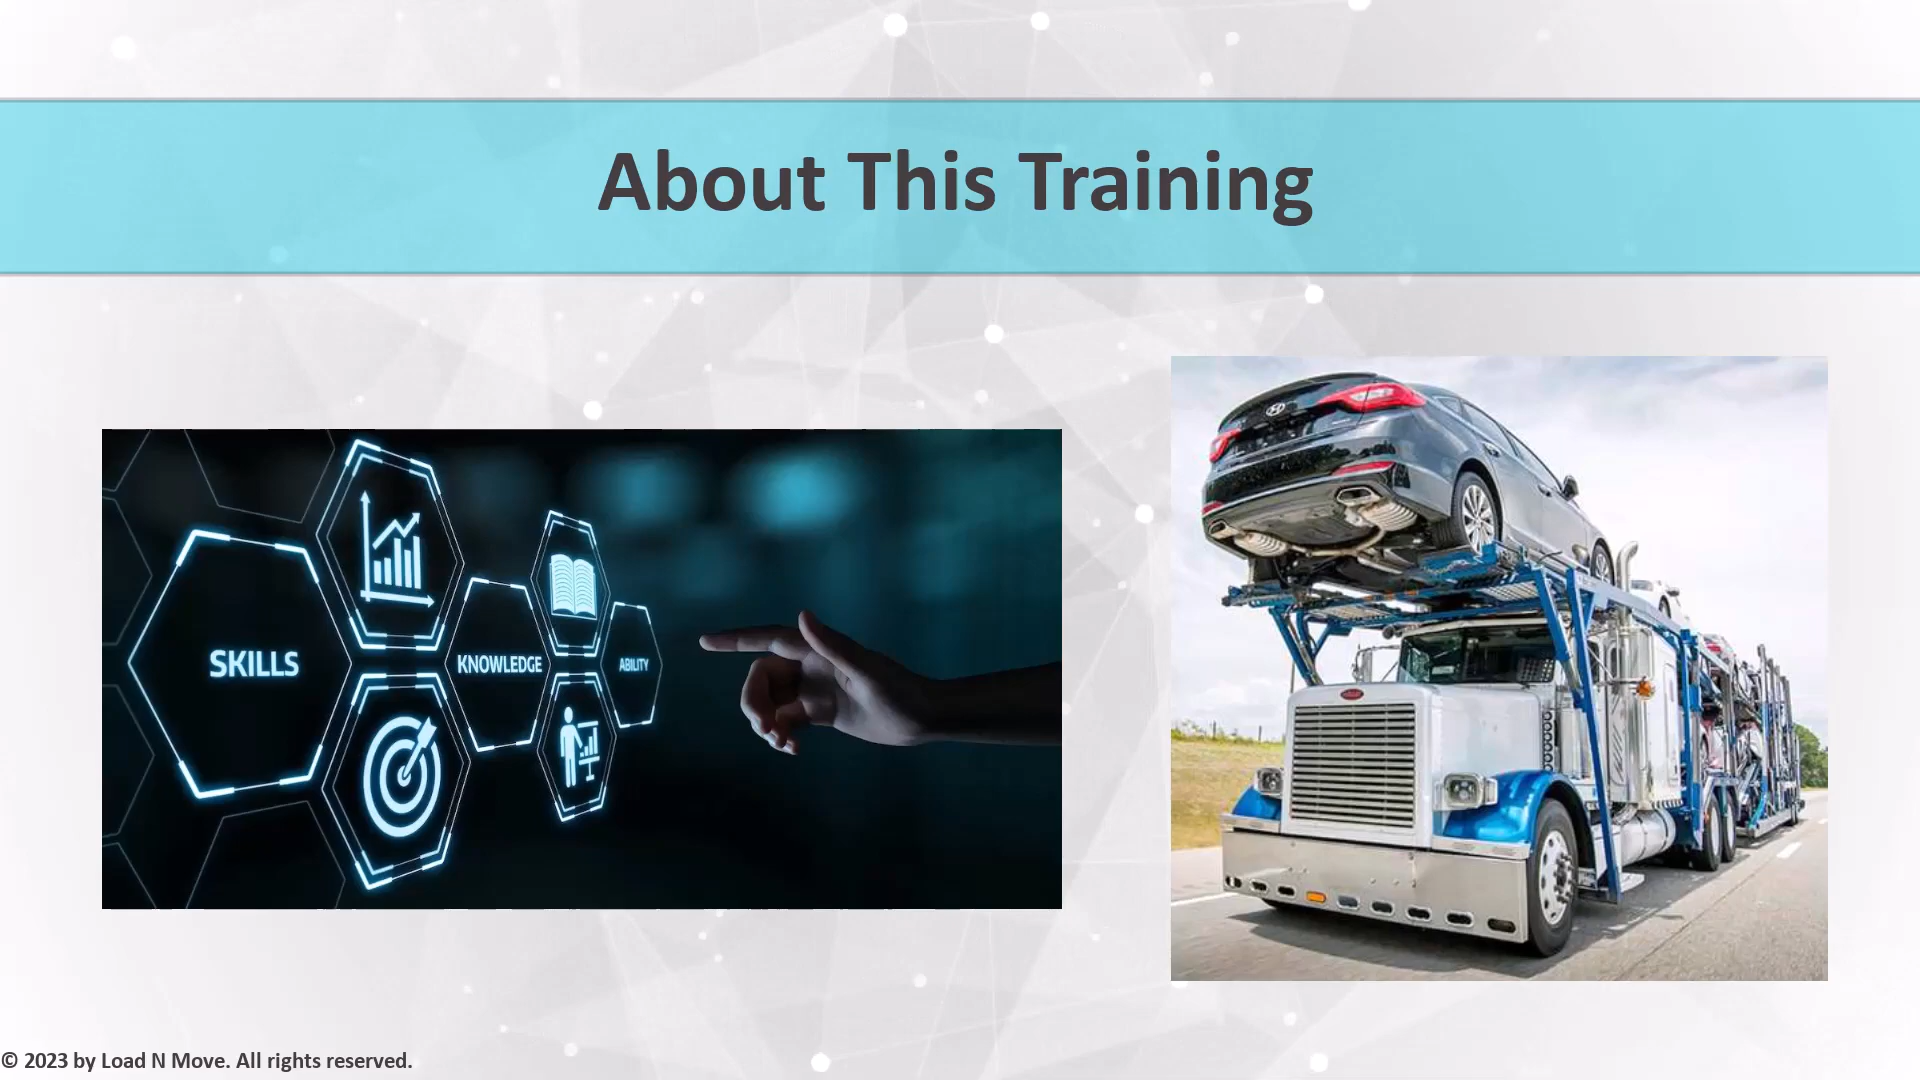 About This Training
SKILLS
KNOWLEDGE
ABILITY
© 2023 by Load N Move. All rights reserved.